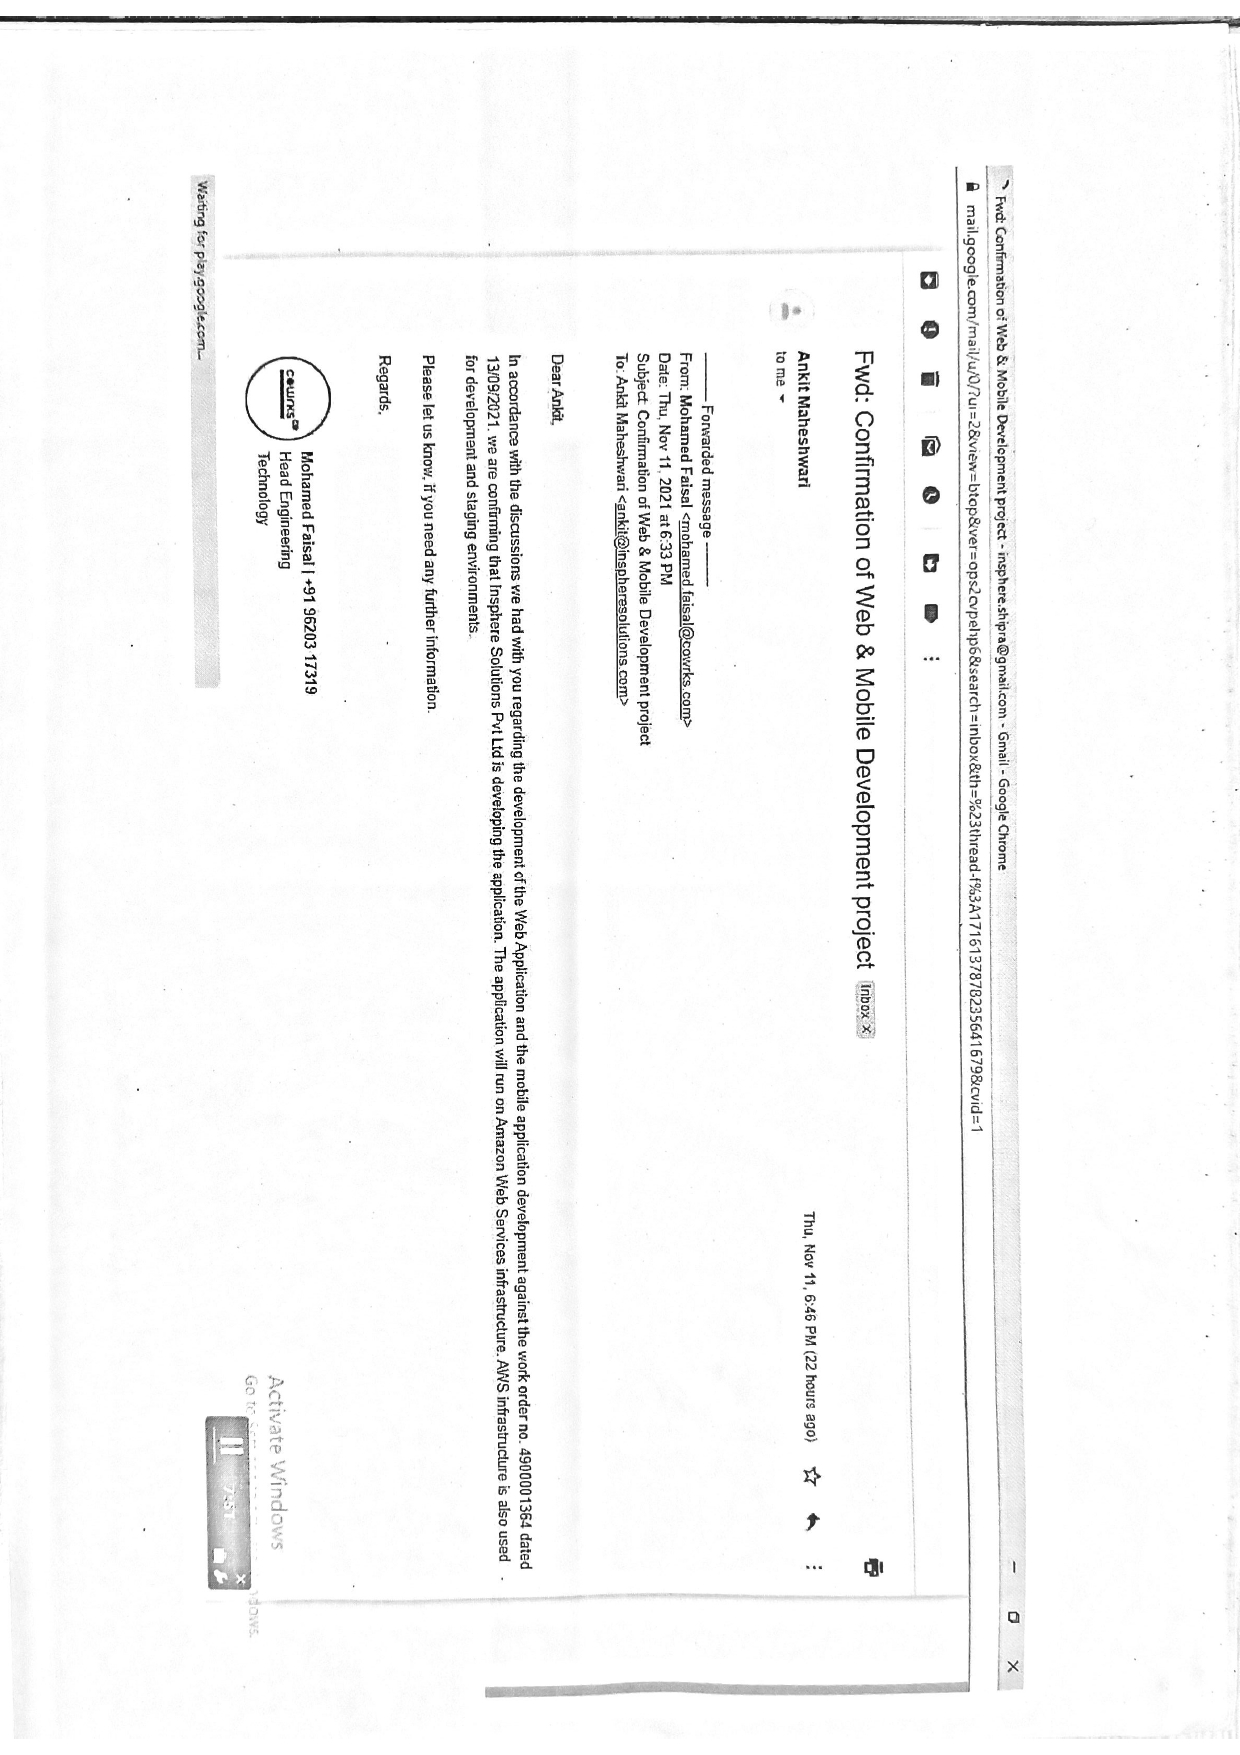 Fwd: Confirmation of Web & Mobile Development project - insphere.shipra@gmail.com - Gmail - Google Chrome
mail.google.com/mail/u/0/?ui=2&view=btop&ver=ops2cvpehp6&search=inbox&th=%23thread-f%3A1716137878235641679&cvid=1
Fwd: Confirmation of Web & Mobile Development project Inbox x
Ankit Maheshwari
Thu, Nov 11, 6:46 PM (22 hours ago)
to me
Forwarded message
From: Mohamed Faisal <mohamed.faisal@cowrks.com>
Date: Thu, Nov 11, 2021 at 6:33 PM
Subject: Confirmation of Web & Mobile Development project
To: Ankit Maheshwari <ankit@inspheresolutions.com>
Dear Ankit,
In accordance with the discussions we had with you regarding the development of the Web Application and the mobile application development against the work order no. 4900001364 dated
13/09/2021. we are confirming that Insphere Solutions Pvt Ltd is developing the application. The application will run on Amazon Web Services infrastructure. AWS infrastructure is also used
for development and staging environments.
Please let us know, if you need any further information.
Regards,
cowrks
Mohamed Faisal | +91 96203 17319
Head Engineering
Technology
Activate Windows
Go to
Waiting for play.google.com...